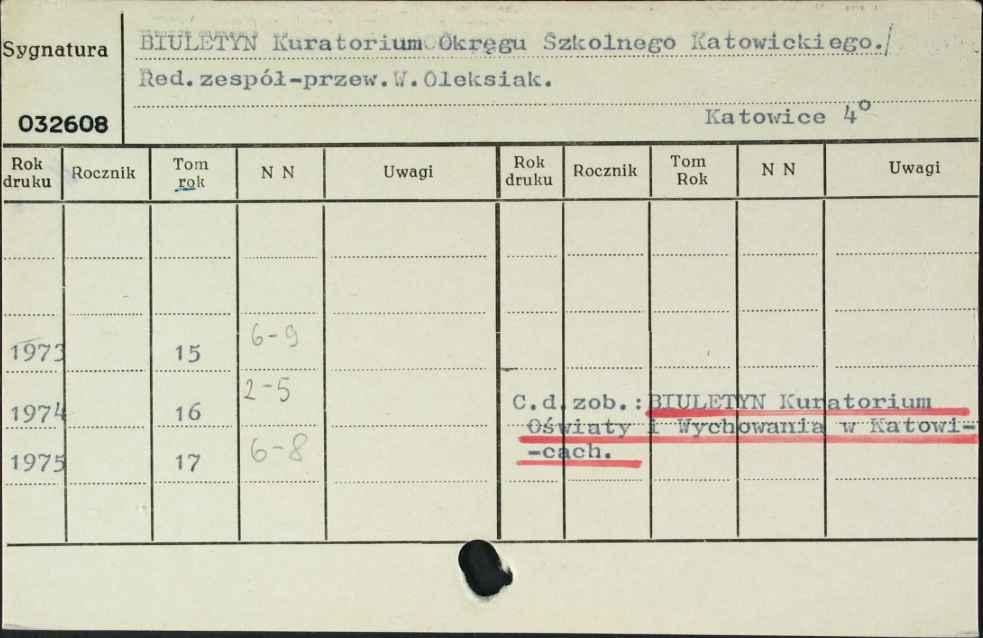 Sygnatura
BIULETYN Kuratorium Okręgu Szkolnego Katowickiego./
Red.zespół-przew.W.Oleksiak.
032608
Katowice 4°
Rok druku Rocznik Tom rok N N Uwagi Rok druku Rocznik Tom Rok N N Uwagi
1973 15 6-9
1974 16 2-5
1975 17 6-8
C.d.zob.:BIULETYN Kuratorium
Oświaty i Wychowania w Katowi-
-cach.